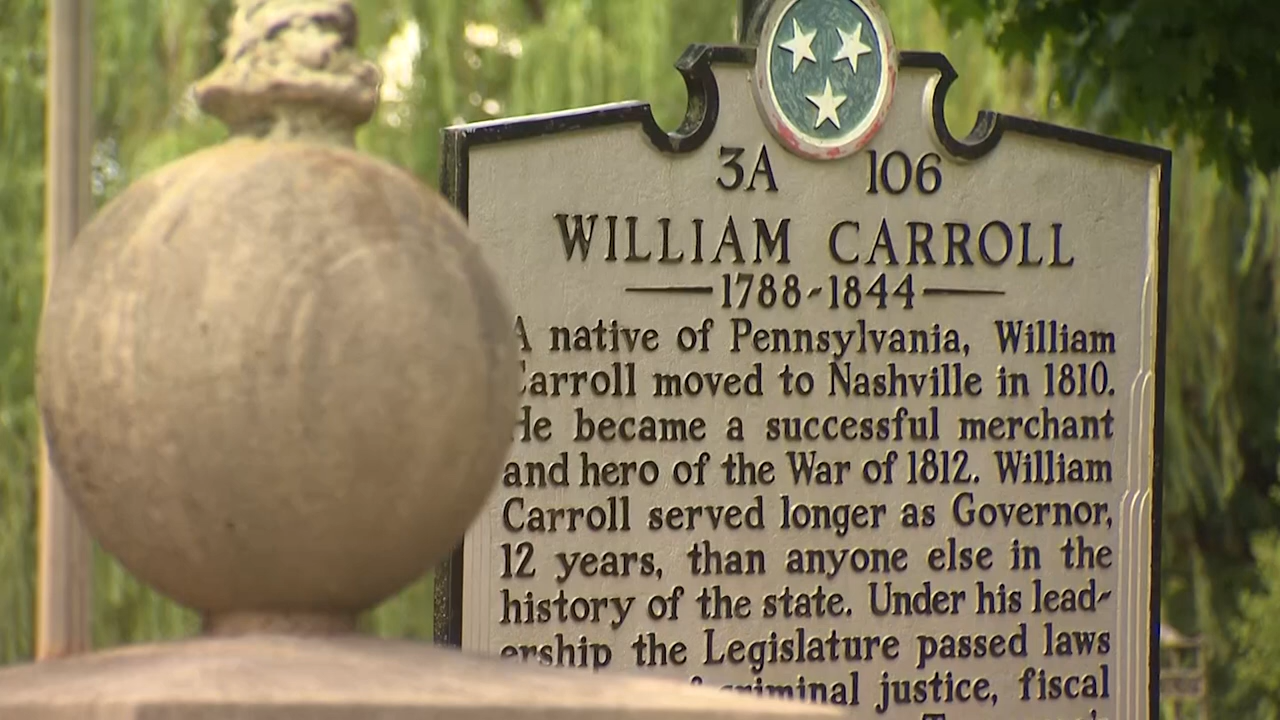 3A 106
WILLIAM CARROLL
1788-1844
A native of Pennsylvania, William
Carroll moved to Nashville in 1810.
He became a successful merchant
and hero of the War of 1812. William
Carroll served longer as Governor,
12 years, than anyone else in the
history of the state. Under his lead-
ership the Legislature passed laws
criminal justice, fiscal